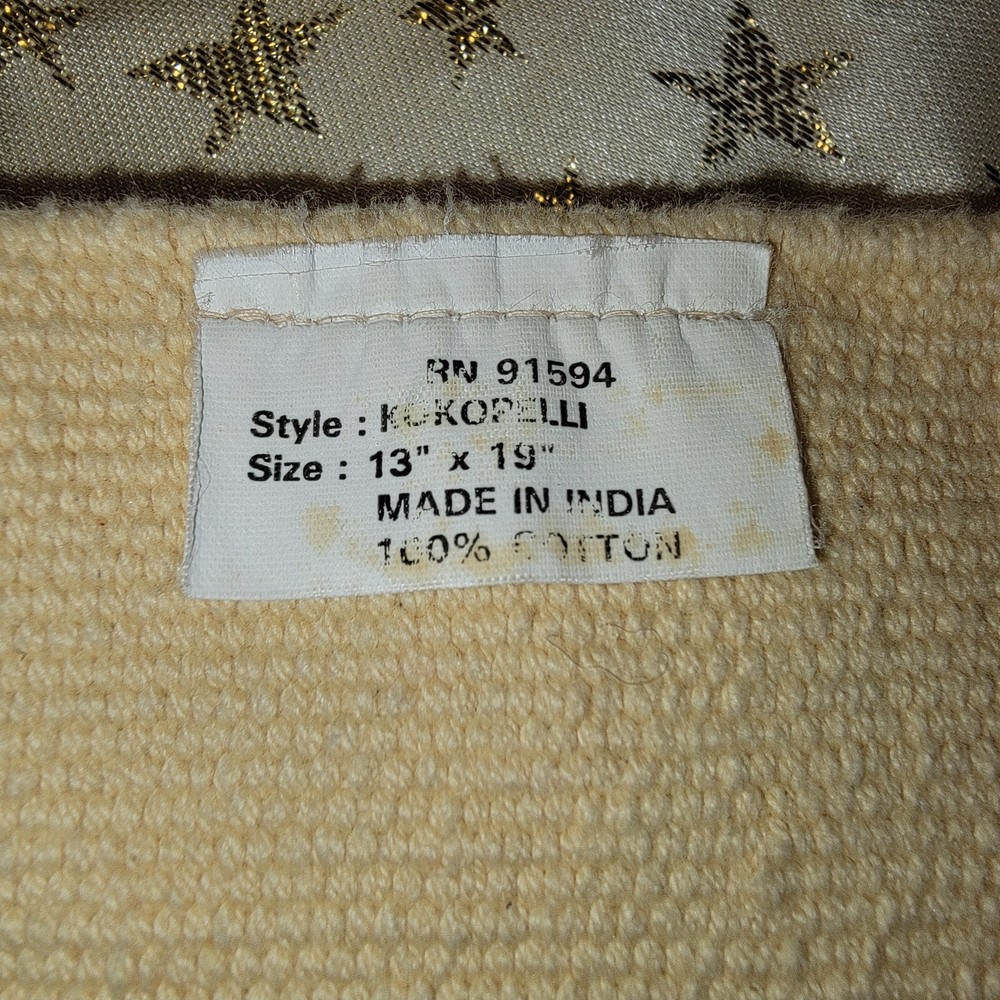 RN 91594
Style : KOKOPELLI
Size : 13" x 19"
MADE IN INDIA
100% COTTON